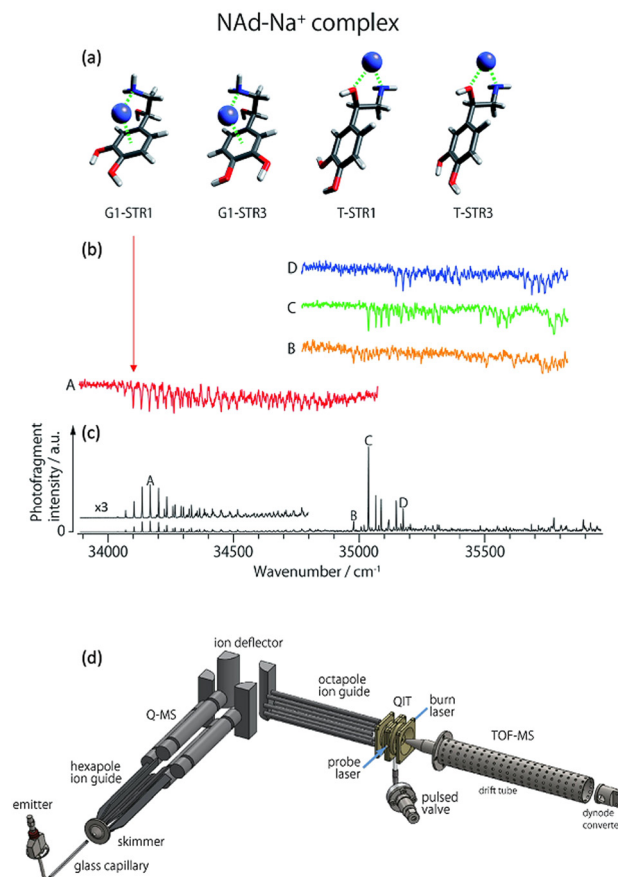 NAd-Na⁺ complex
(a)
G1-STR1
G1-STR3
T-STR1
T-STR3
(b)
D
C
B
A
(c)
Photofragment
intensity / a.u.
0
x3
A
B
C
D
34000
34500
35000
35500
Wavenumber / cm⁻¹
(d)
ion deflector
octapole
ion guide
Q-MS
QIT
burn
laser
TOF-MS
hexapole
ion guide
probe
laser
drift tube
emitter
pulsed
valve
skimmer
dynode
converte
glass capillary